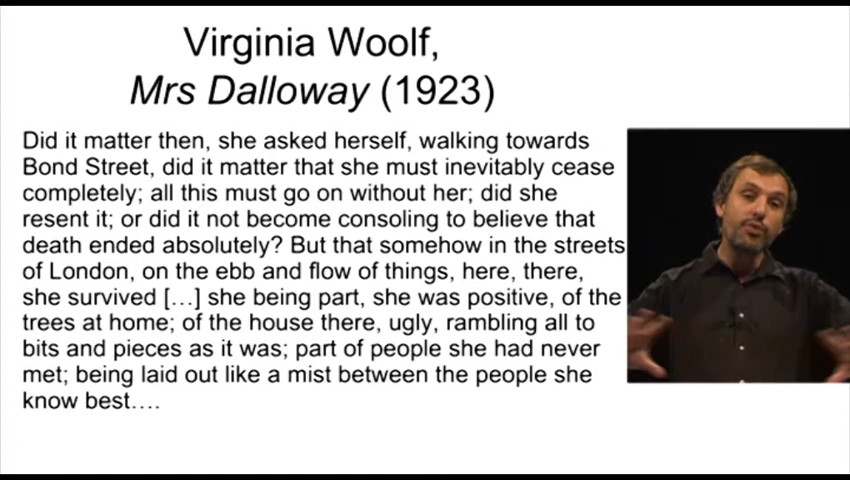 Virginia Woolf,
Mrs Dalloway (1923)
Did it matter then, she asked herself, walking towards
Bond Street, did it matter that she must inevitably cease
completely; all this must go on without her; did she
resent it; or did it not become consoling to believe that
death ended absolutely? But that somehow in the streets
of London, on the ebb and flow of things, here, there,
she survived […] she being part, she was positive, of the
trees at home; of the house there, ugly, rambling all to
bits and pieces as it was; part of people she had never
met; being laid out like a mist between the people she
know best….